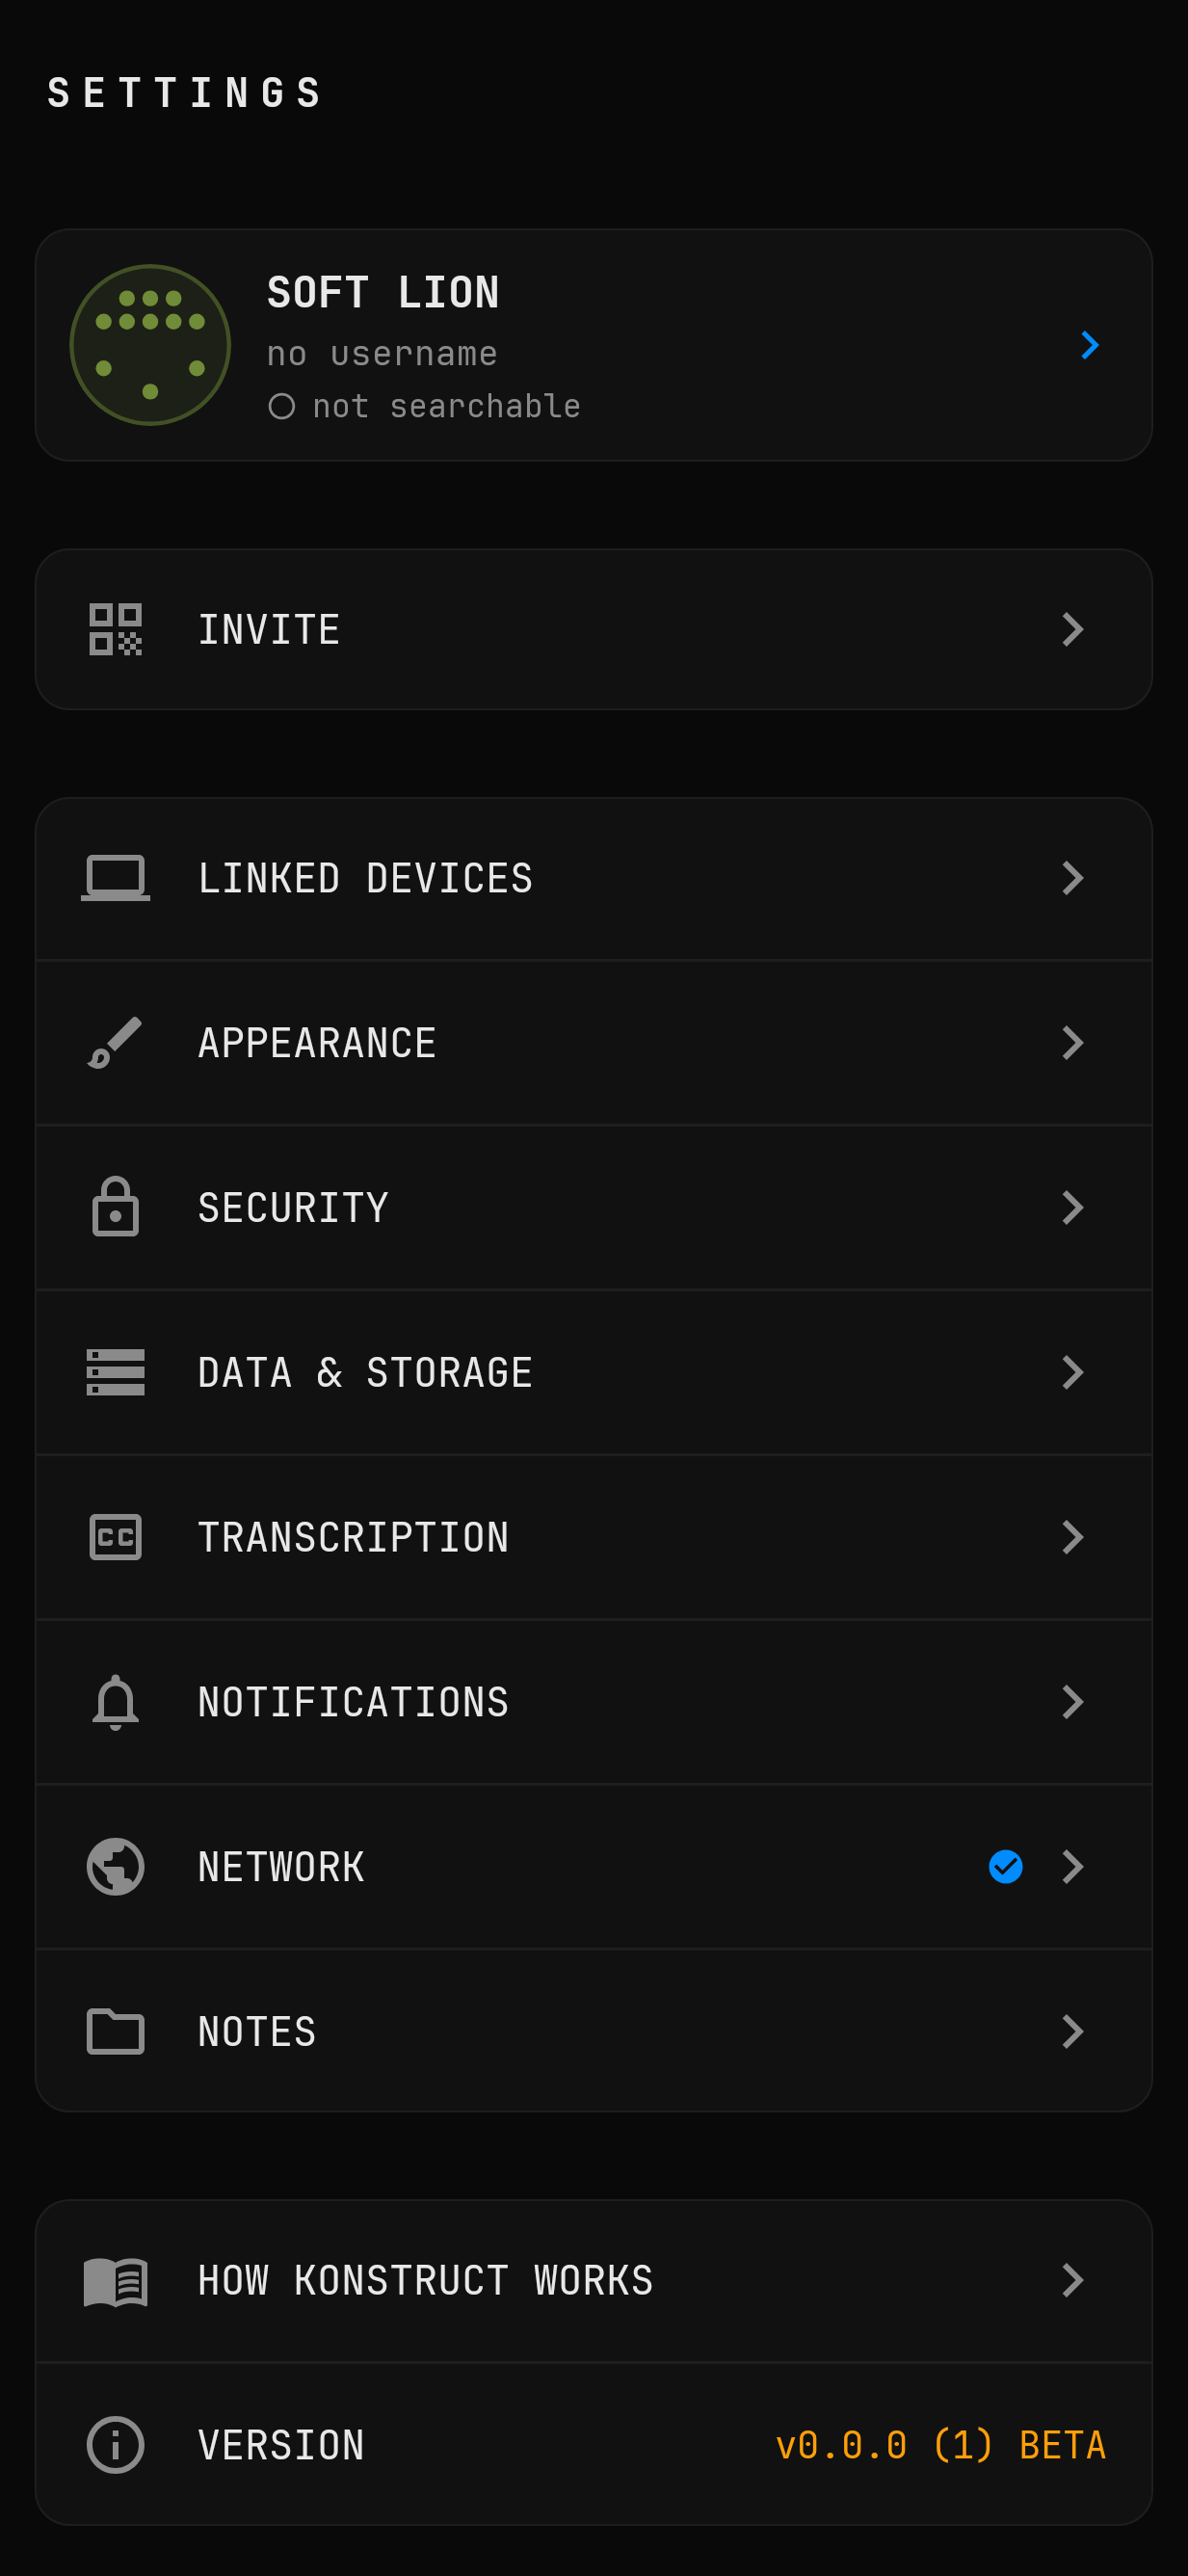 SETTINGS
SOFT LION
no username
not searchable
INVITE
LINKED DEVICES
APPEARANCE
SECURITY
DATA & STORAGE
TRANSCRIPTION
NOTIFICATIONS
NETWORK
NOTES
HOW KONSTRUCT WORKS
VERSION v0.0.0 (1) BETA